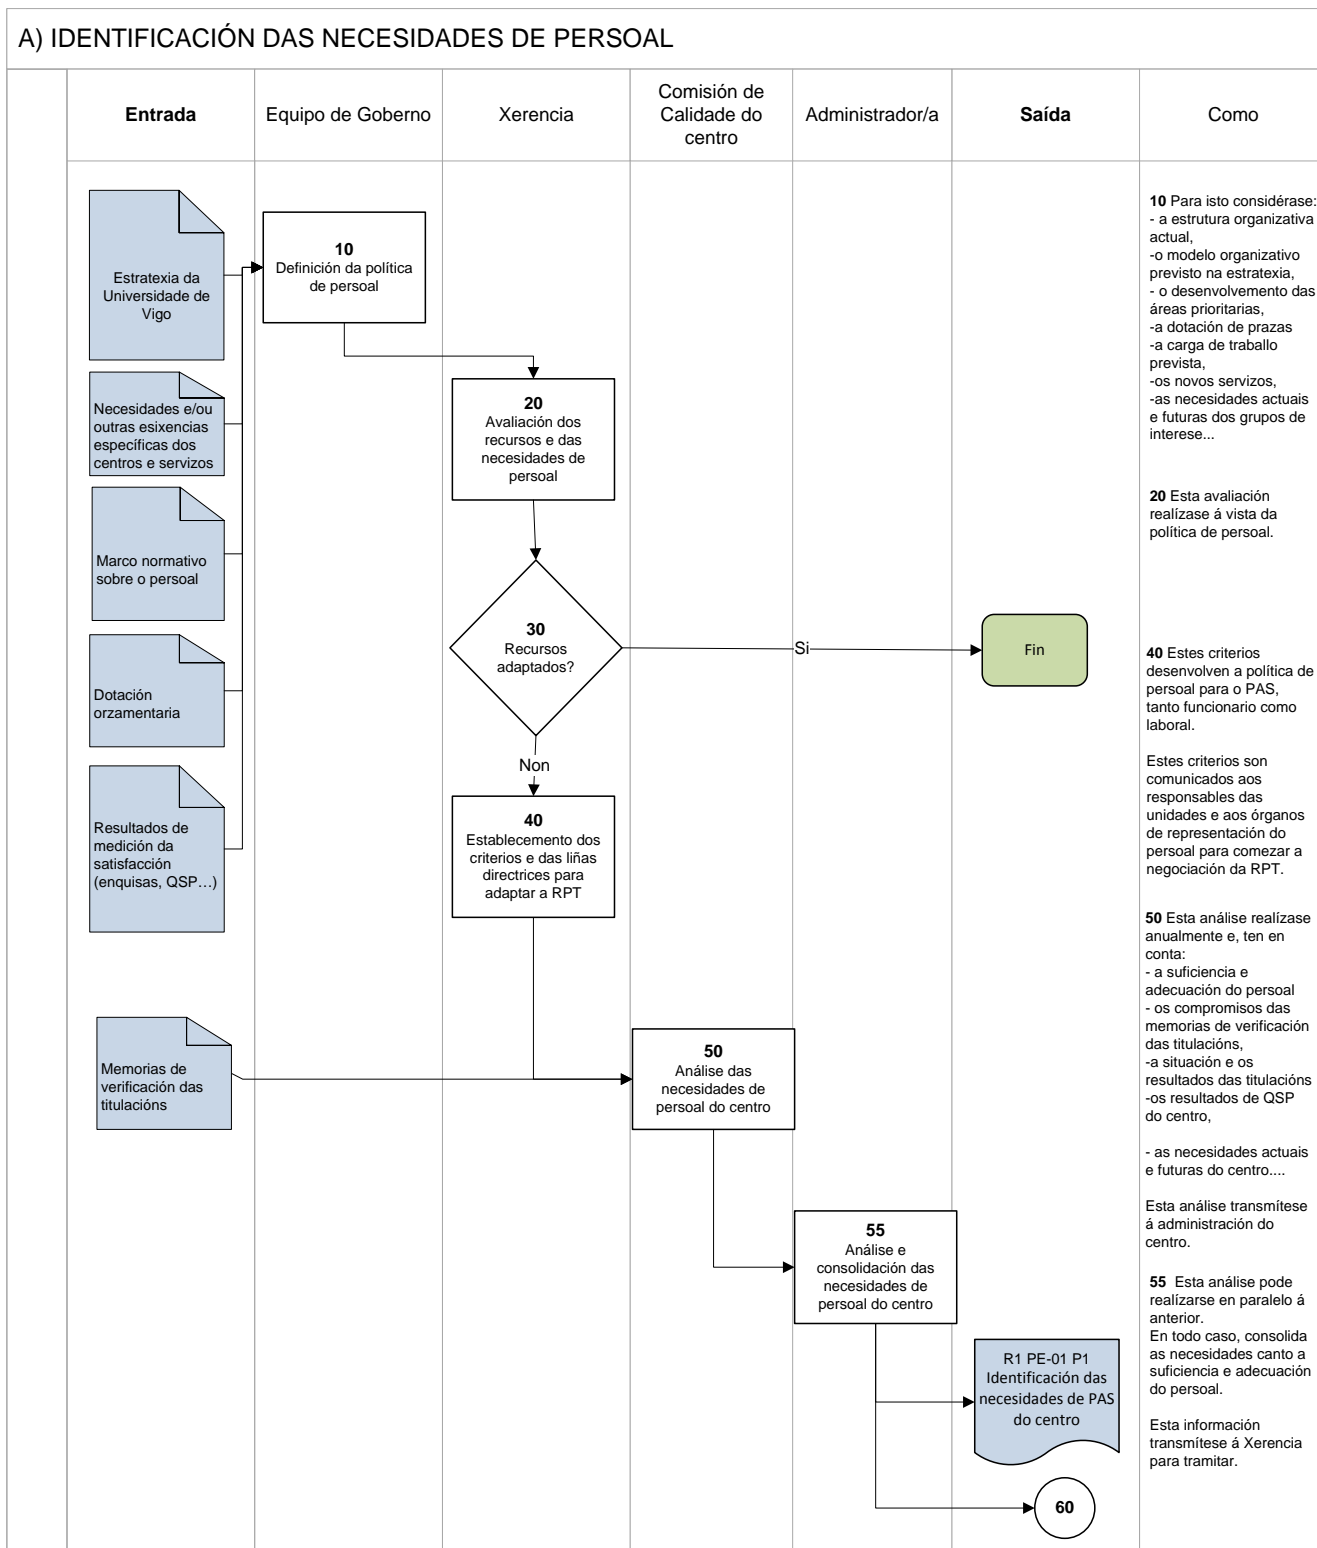 A) IDENTIFICACIÓN DAS NECESIDADES DE PERSOAL
Entrada
Equipo de Goberno
Xerencia
Comisión de
Calidade do
centro
Administrador/a
Saída
Como
Estratexia da
Universidade de
Vigo
Necesidades e/ou
outras esixencias
específicas dos
centros e servizos
Marco normativo
sobre o persoal
Dotación
orzamentaria
Resultados de
medición da
satisfacción
(enquisas, QSP…)
Memorias de
verificación das
titulacións
10
Definición da política
de persoal
20
Avaliación dos
recursos e das
necesidades de
persoal
30
Recursos
adaptados?
Si
Fin
Non
40
Establecemento dos
criterios e das liñas
directrices para
adaptar a RPT
50
Análise das
necesidades de
persoal do centro
55
Análise e
consolidación das
necesidades de
persoal do centro
R1 PE-01 P1
Identificación das
necesidades de PAS
do centro
60
10 Para isto considérase:
- a estrutura organizativa
actual,
-o modelo organizativo
previsto na estratexia,
- o desenvolvemento das
áreas prioritarias,
-a dotación de prazas
-a carga de traballo
prevista,
-os novos servizos,
-as necesidades actuais
e futuras dos grupos de
interese...
20 Esta avaliación
realízase á vista da
política de persoal.
40 Estes criterios
desenvolven a política de
persoal para o PAS,
tanto funcionario como
laboral.
Estes criterios son
comunicados aos
responsables das
unidades e aos órganos
de representación do
persoal para comezar a
negociación da RPT.
50 Esta análise realízase
anualmente e, ten en
conta:
- a suficiencia e
adecuación do persoal
- os compromisos das
memorias de verificación
das titulacións,
-a situación e os
resultados das titulacións
-os resultados de QSP
do centro,
- as necesidades actuais
e futuras do centro....
Esta análise transmítese
á administración do
centro.
55 Esta análise pode
realizarse en paralelo á
anterior.
En todo caso, consolida
as necesidades canto a
suficiencia e adecuación
do persoal.
Esta información
transmítese á Xerencia
para tramitar.